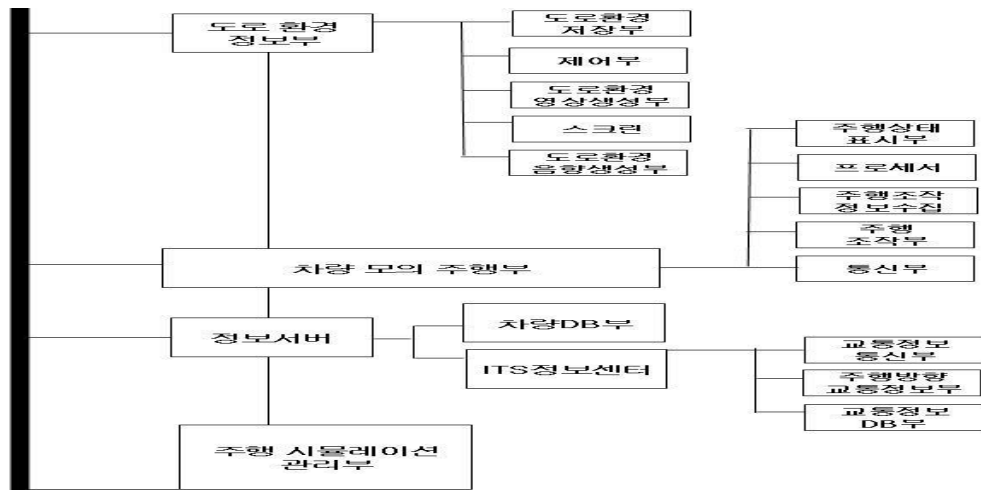 도로 환경
정보부
도로환경
저장부
제어부
도로환경
영상생성부
스크린
도로환경
음향생성부
주행상태
표시부
프로세서
주행조작
정보수집
주행
조작부
통신부
차량 모의 주행부
정보서버
차량DB부
ITS정보센터
교통정보
통신부
주행방향
교통정보부
교통정보
DB부
주행 시뮬레이션
관리부